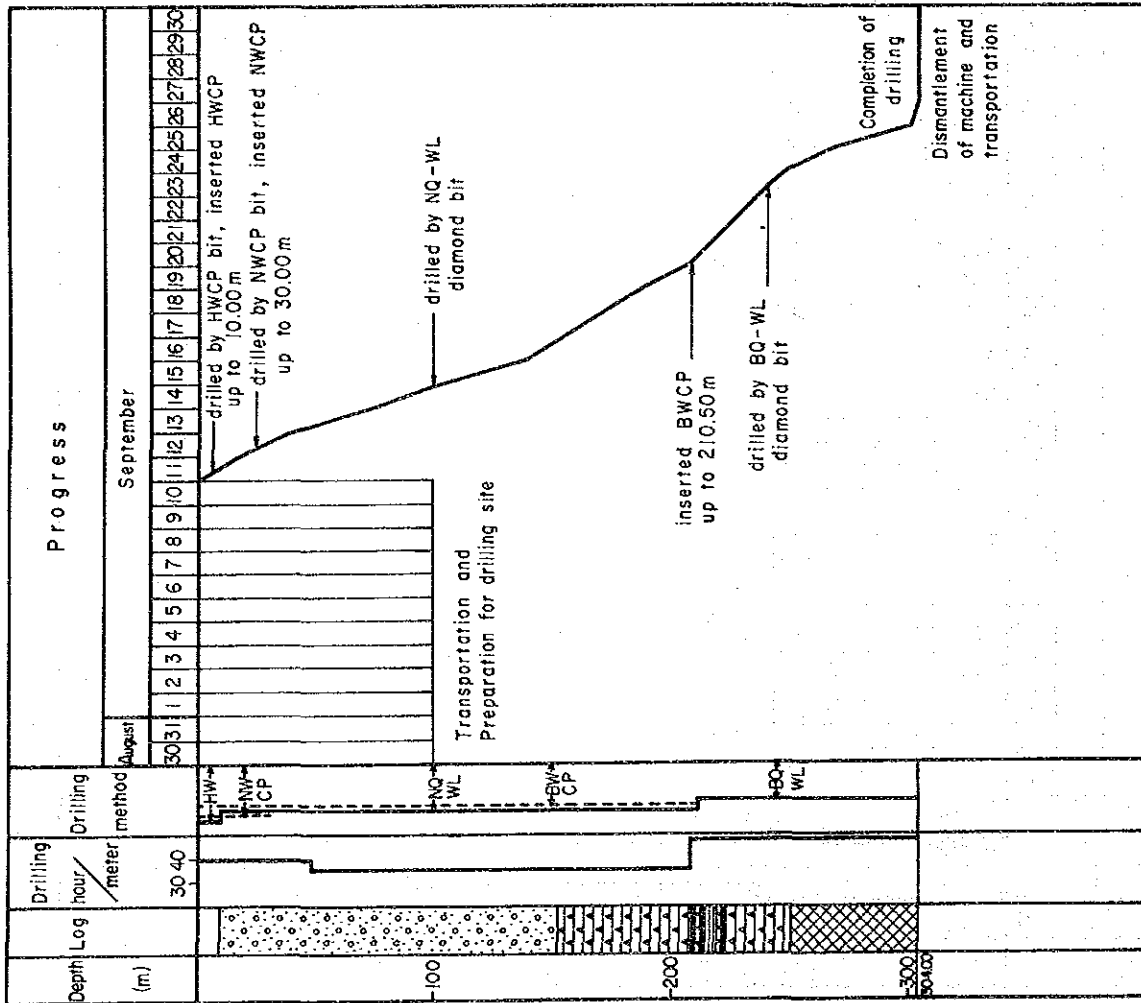 Progress
August
September
30 31 1 2 3 4 5 6 7 8 9 10 11 12 13 14 15 16 17 18 19 20 21 22 23 24 25 26 27 28 29 30
Depth
(m)
Log
Drilling
hour/meter
30 40
Drilling
method
HW
NW
CP
NQ
WL
BW
CP
BQ
WL
-100
-200
-300
304.00
drilled by HWCP bit, inserted HWCP
up to 10.00m
drilled by NWCP bit, inserted NWCP
up to 30.00m
drilled by NQ-WL
diamond bit
Transportation and
Preparation for drilling site
inserted BWCP
up to 210.50m
drilled by BQ-WL
diamond bit
Completion of
drilling
Dismantlement
of machine and
transportation